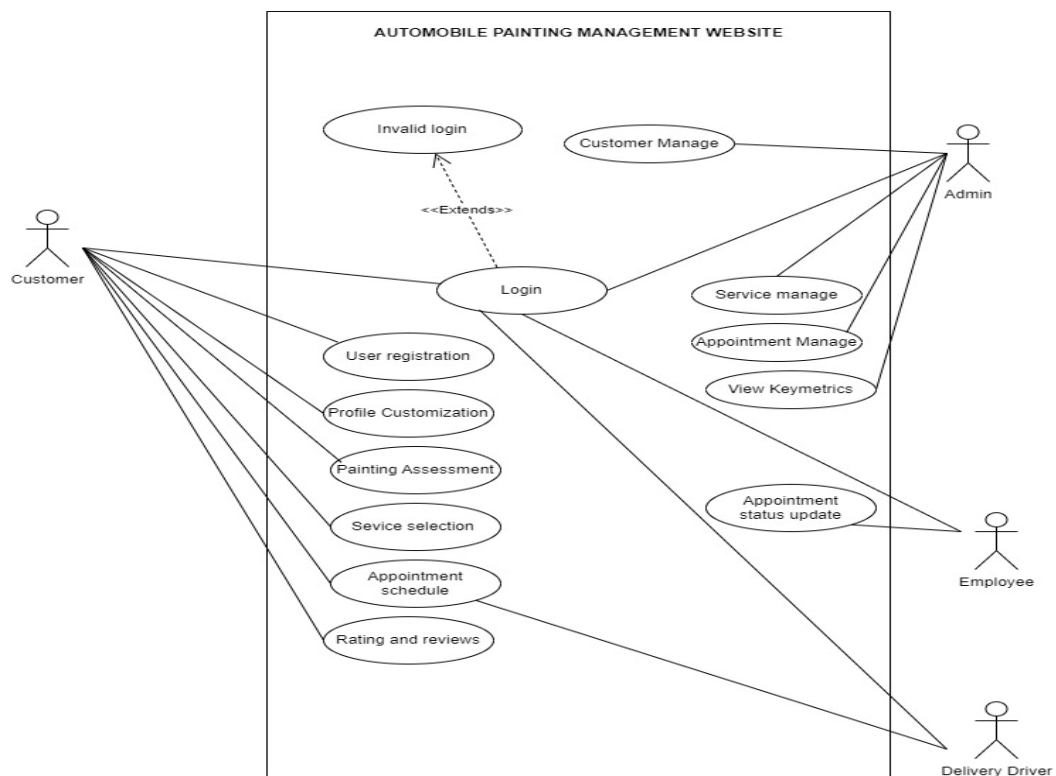 AUTOMOBILE PAINTING MANAGEMENT WEBSITE
Invalid login
Customer Manage
Admin
<<Extends>>
Customer
Login
Service manage
User registration
Appointment Manage
View Keymetrics
Profile Customization
Painting Assessment
Appointment
status update
Sevice selection
Employee
Appointment
schedule
Rating and reviews
Delivery Driver